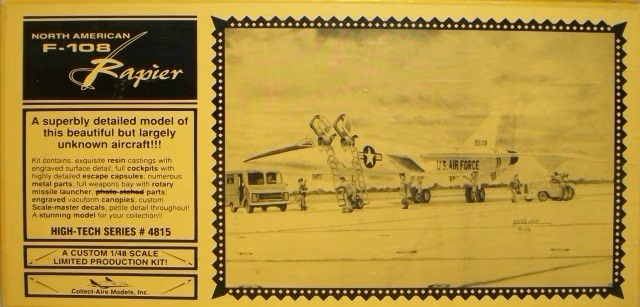 NORTH AMERICAN
F-108
Rapier
A superbly detailed model of
this beautiful but largely
unknown aircraft!!!
Kit contains: exquisite resin castings with
engraved surface detail; full cockpits with
highly detailed escape capsules; numerous
metal parts; full weapons bay with rotary
missile launcher; photo etched parts;
engraved vacuform canopies; custom
Scale-master decals; petite detail throughout!
A stunning model for your collection!!
HIGH-TECH SERIES # 4815
A CUSTOM 1/48 SCALE
LIMITED PRODUCTION KIT!
Collect-Aire Models, Inc.
U.S. AIR FORCE